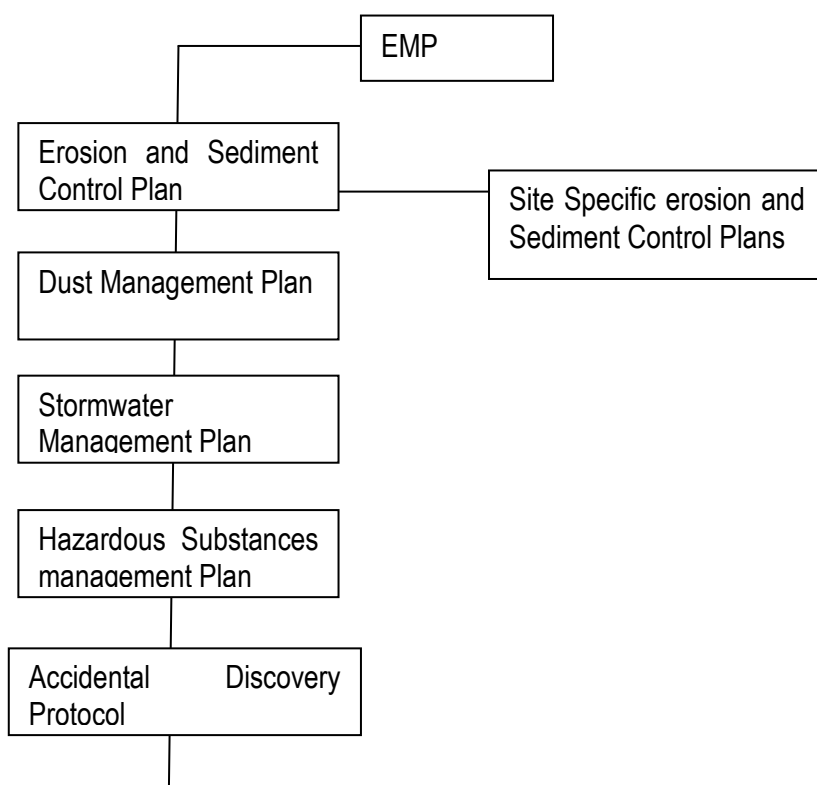 EMP
Erosion and Sediment
Control Plan
Site Specific erosion and
Sediment Control Plans
Dust Management Plan
Stormwater
Management Plan
Hazardous Substances
management Plan
Accidental Discovery
Protocol